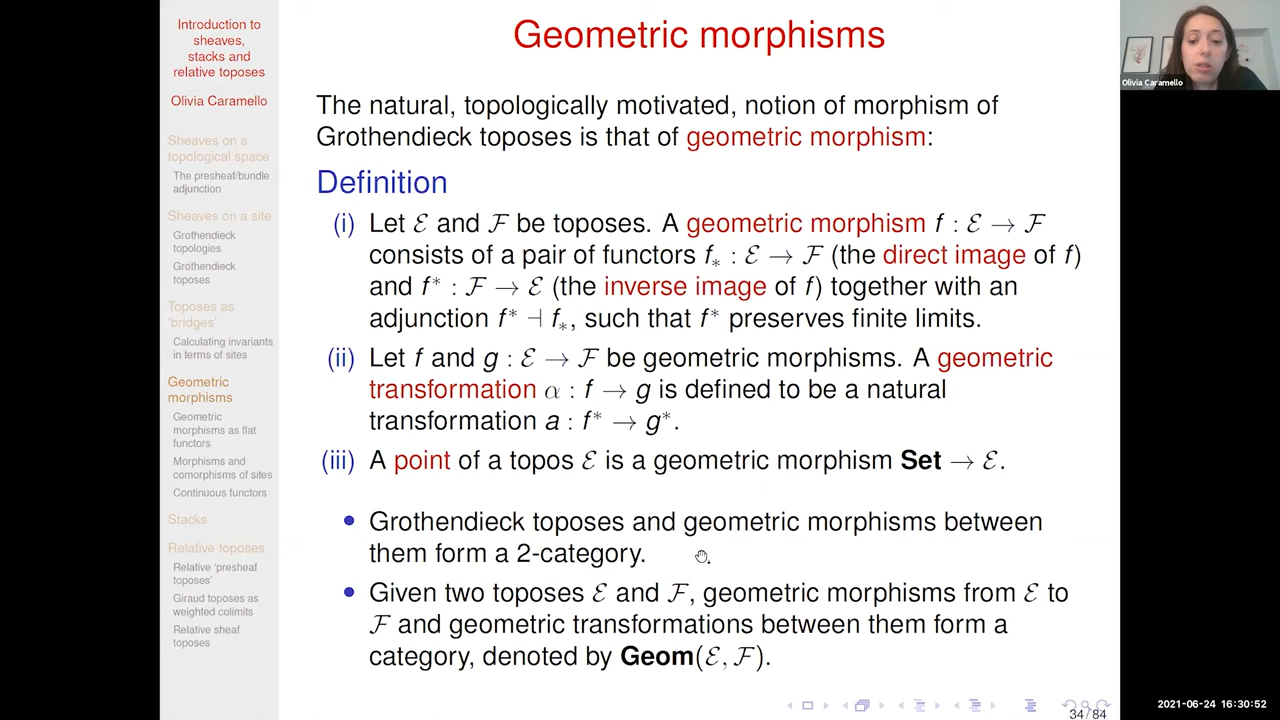 Introduction to
sheaves,
stacks and
relative toposes
Olivia Caramello
Sheaves on a
topological space
The presheaf/bundle
adjunction
Sheaves on a site
Grothendieck
topologies
Grothendieck
toposes
Toposes as
‘bridges’
Calculating invariants
in terms of sites
Geometric
morphisms
Geometric
morphisms as flat
functors
Morphisms and
comorphisms of sites
Continuous functors
Stacks
Relative toposes
Relative ‘presheaf
toposes’
Giraud toposes as
weighted colimits
Relative sheaf
toposes
Geometric morphisms
The natural, topologically motivated, notion of morphism of
Grothendieck toposes is that of geometric morphism:
Definition
(i) Let ℰ and ℱ be toposes. A geometric morphism f : ℰ → ℱ
consists of a pair of functors f∗ : ℰ → ℱ (the direct image of f)
and f* : ℱ → ℰ (the inverse image of f) together with an
adjunction f* ⊣ f∗, such that f* preserves finite limits.
(ii) Let f and g : ℰ → ℱ be geometric morphisms. A geometric
transformation α : f → g is defined to be a natural
transformation a : f* → g*.
(iii) A point of a topos ℰ is a geometric morphism Set → ℰ.
• Grothendieck toposes and geometric morphisms between
them form a 2-category.
• Given two toposes ℰ and ℱ, geometric morphisms from ℰ to
ℱ and geometric transformations between them form a
category, denoted by Geom(ℰ, ℱ).
34 / 84
Olivia Caramello
2021-06-24 16:30:52